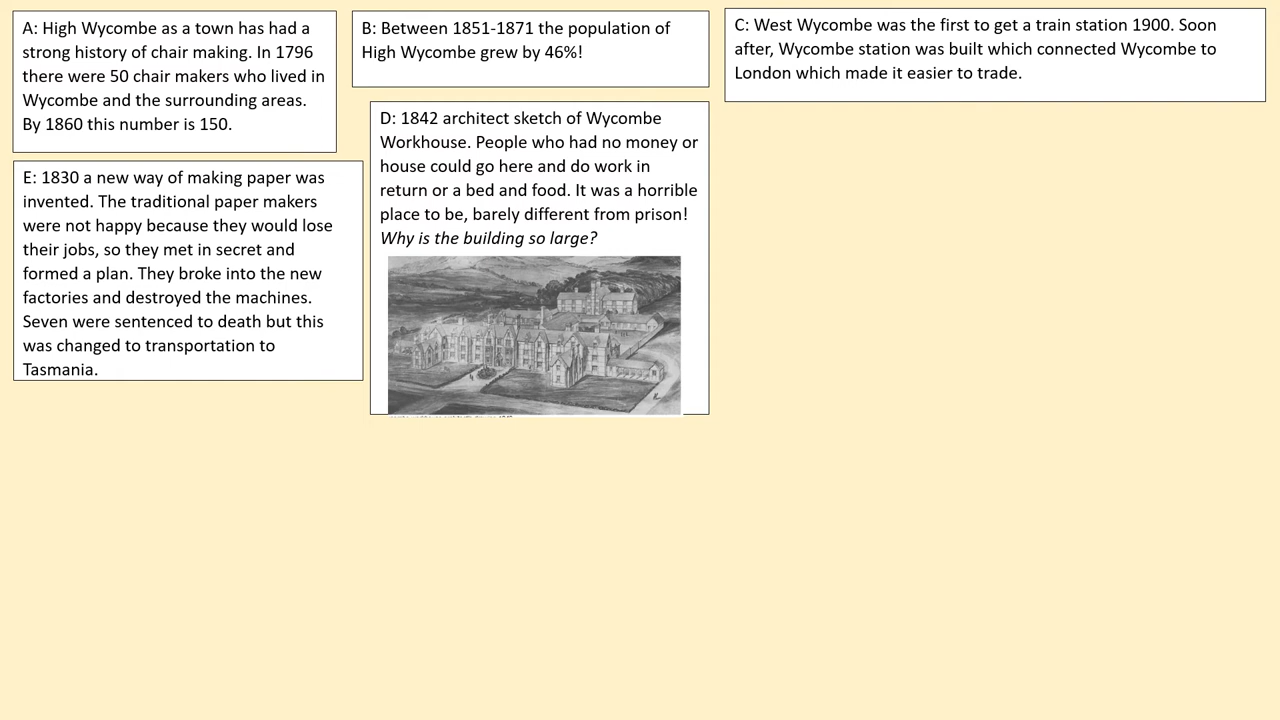 A: High Wycombe as a town has had a
strong history of chair making. In 1796
there were 50 chair makers who lived in
Wycombe and the surrounding areas.
By 1860 this number is 150.
B: Between 1851-1871 the population of
High Wycombe grew by 46%!
C: West Wycombe was the first to get a train station 1900. Soon
after, Wycombe station was built which connected Wycombe to
London which made it easier to trade.
D: 1842 architect sketch of Wycombe
Workhouse. People who had no money or
house could go here and do work in
return or a bed and food. It was a horrible
place to be, barely different from prison!
Why is the building so large?
E: 1830 a new way of making paper was
invented. The traditional paper makers
were not happy because they would lose
their jobs, so they met in secret and
formed a plan. They broke into the new
factories and destroyed the machines.
Seven were sentenced to death but this
was changed to transportation to
Tasmania.